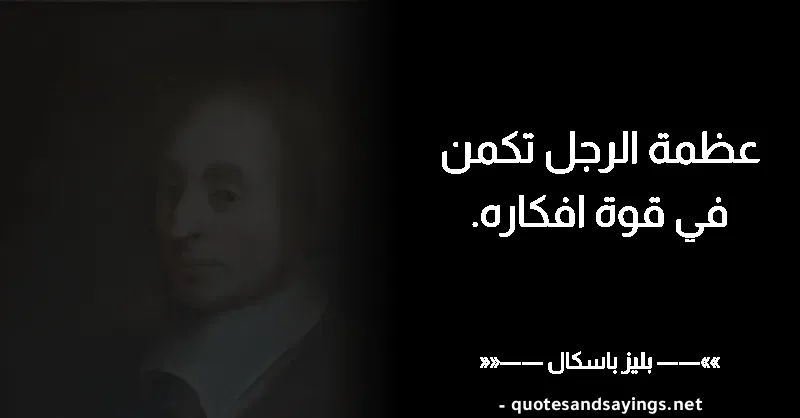 عظمة الرجل تكمن
في قوة افكاره.
»»—— بليز باسكال ——««
- quotesandsayings.net